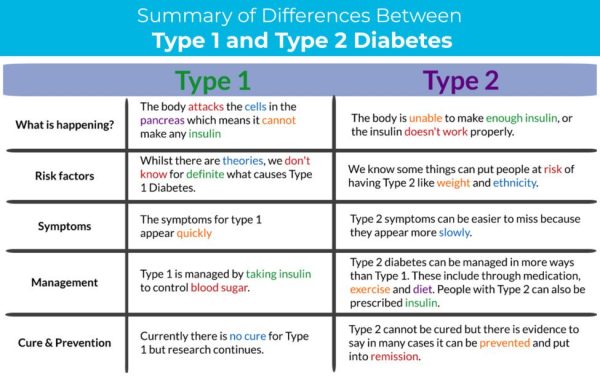 Summary of Differences Between
Type 1 and Type 2 Diabetes
Type 1
Type 2
What is happening?
The body attacks the cells in the
pancreas which means it cannot
make any insulin
The body is unable to make enough insulin, or
the insulin doesn't work properly.
Risk factors
Whilst there are theories, we don't
know for definite what causes Type
1 Diabetes.
We know some things can put people at risk of
having Type 2 like weight and ethnicity.
Symptoms
The symptoms for type 1
appear quickly
Type 2 symptoms can be easier to miss because
they appear more slowly.
Management
Type 1 is managed by taking insulin
to control blood sugar.
Type 2 diabetes can be managed in more ways
than Type 1. These include through medication,
exercise and diet. People with Type 2 can also be
prescribed insulin.
Cure & Prevention
Currently there is no cure for Type
1 but research continues.
Type 2 cannot be cured but there is evidence to
say in many cases it can be prevented and put
into remission.